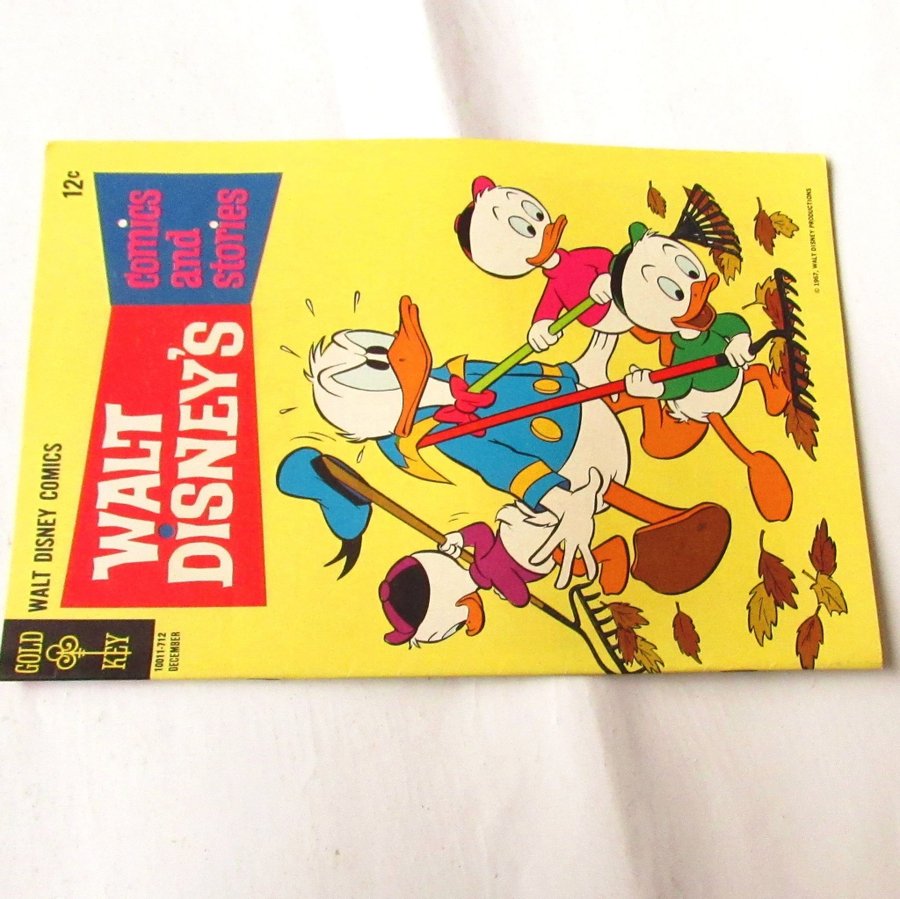 WALT DISNEY COMICS
12¢
GOLD
KEY
10011-712
DECEMBER
WALT
DISNEY'S
comics
and
stories
© 1967, WALT DISNEY PRODUCTIONS